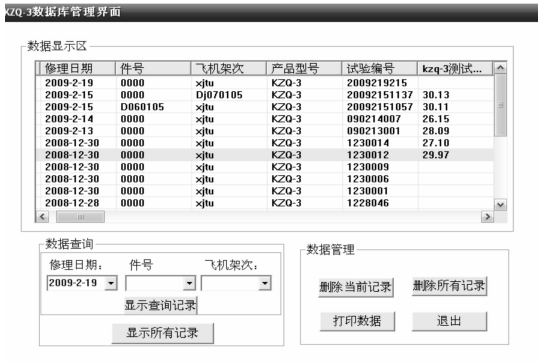 KZQ-3数据库管理界面
数据显示区
修理日期 件号 飞机架次 产品型号 试验编号 kzq-3测试...
2009-2-19 0000 xjtu KZQ-3 2009219215
2009-2-15 0000 Dj070105 KZQ-3 20092151137 30.13
2009-2-15 D060105 xjtu KZQ-3 20092151057 30.11
2009-2-14 0000 xjtu KZQ-3 090214007 26.15
2009-2-13 0000 xjtu KZQ-3 090213001 28.09
2008-12-30 0000 xjtu KZQ-3 1230014 27.10
2008-12-30 0000 xjtu KZQ-3 1230012 29.97
2008-12-30 0000 xjtu KZQ-3 1230009
2008-12-30 0000 xjtu KZQ-3 1230006
2008-12-30 0000 xjtu KZQ-3 1230001
2008-12-28 0000 xjtu KZQ-3 1228046
数据查询
修理日期: 件号 飞机架次:
2009-2-19
显示查询记录
显示所有记录
数据管理
删除当前记录 删除所有记录
打印数据 退出